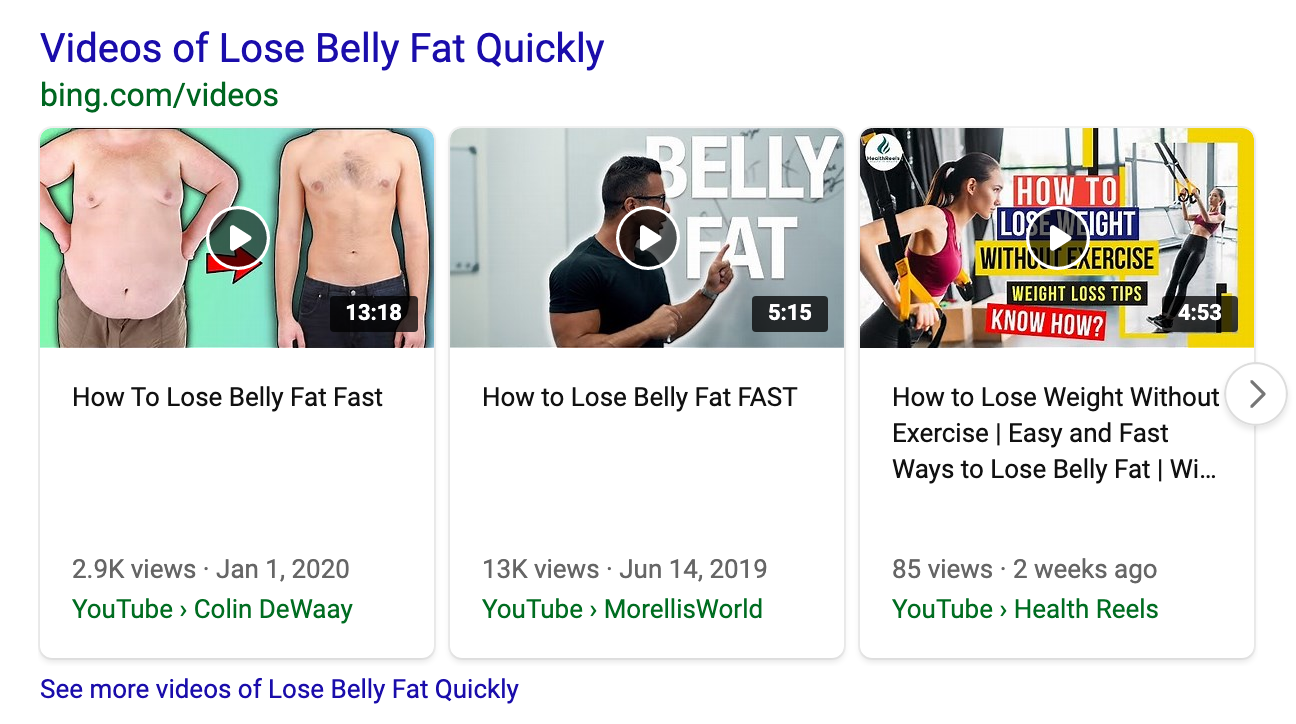 Videos of Lose Belly Fat Quickly
bing.com/videos
13:18
How To Lose Belly Fat Fast
2.9K views · Jan 1, 2020
YouTube › Colin DeWaay
BELLY
FAT
5:15
How to Lose Belly Fat FAST
13K views · Jun 14, 2019
YouTube › MorellisWorld
HealthReels
HOW TO
LOSE WEIGHT
WITHOUT EXERCISE
WEIGHT LOSS TIPS
KNOW HOW?
4:53
How to Lose Weight Without
Exercise | Easy and Fast
Ways to Lose Belly Fat | Wi...
85 views · 2 weeks ago
YouTube › Health Reels
See more videos of Lose Belly Fat Quickly